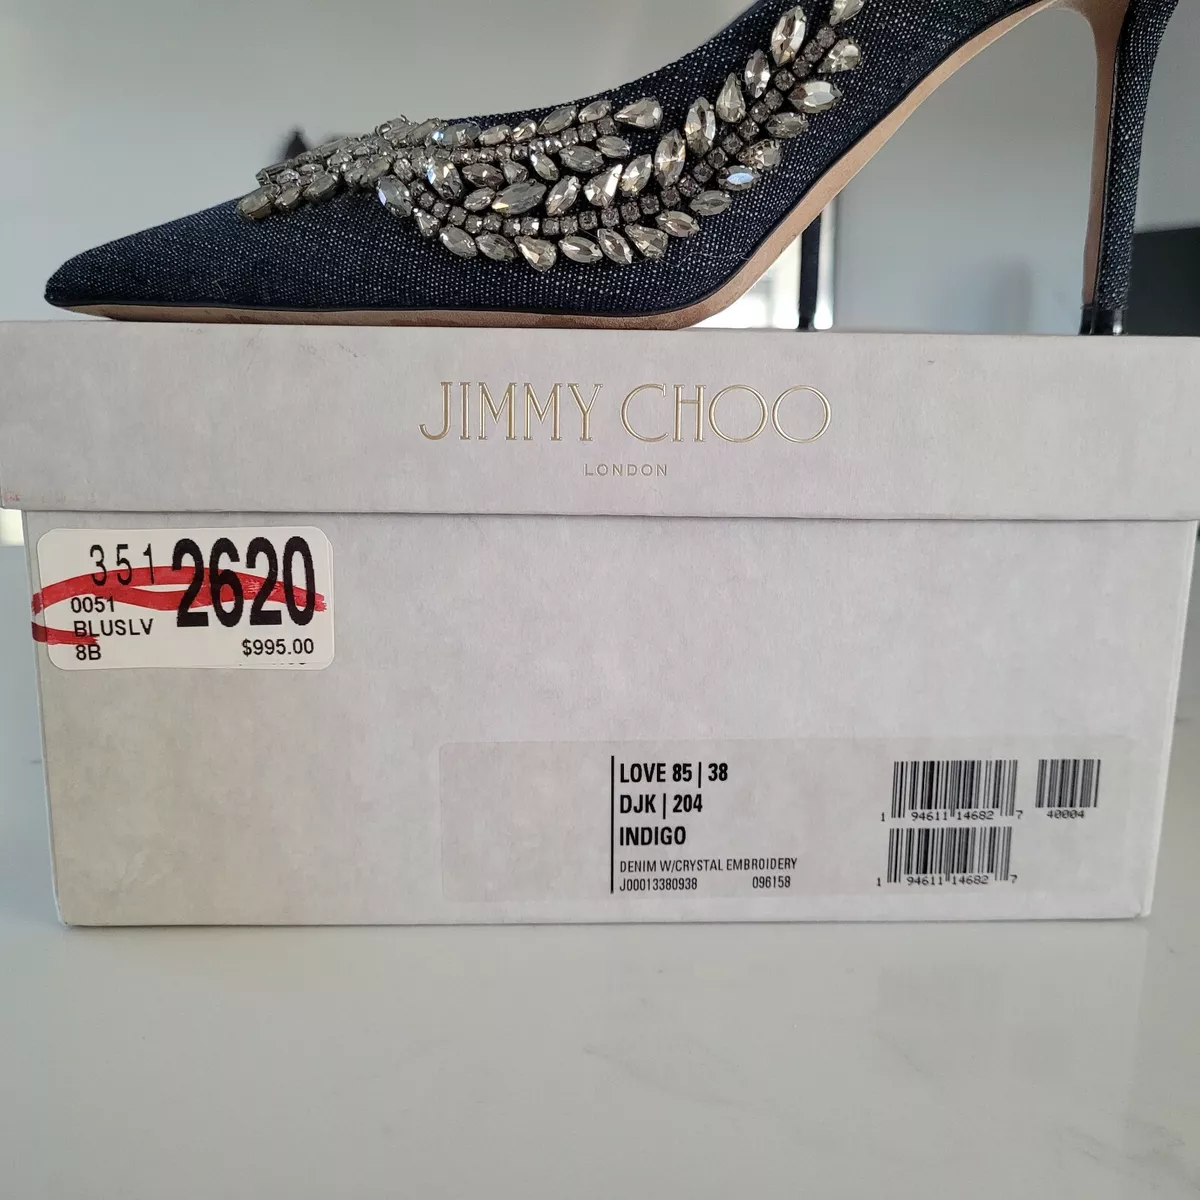 JIMMY CHOO
LONDON
351 2620
0051
BLUSLV
8B $995.00
LOVE 85 | 38
DJK | 204
INDIGO
DENIM W/CRYSTAL EMBROIDERY
J00013380938 096158
1 94611 14682 7 40004
1 94611 14682 7